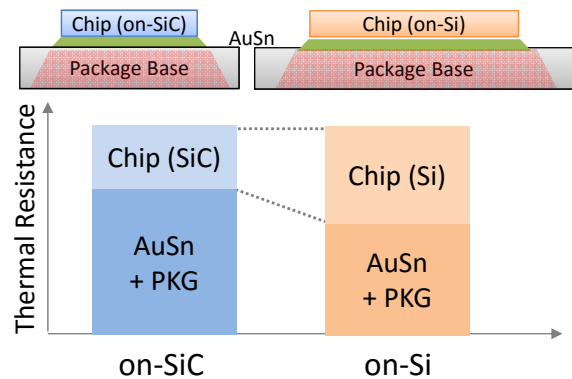 Chip (on-SiC)
AuSn
Chip (on-Si)
Package Base
Package Base
Thermal Resistance
Chip (SiC)
Chip (Si)
AuSn
+ PKG
AuSn
+ PKG
on-SiC
on-Si